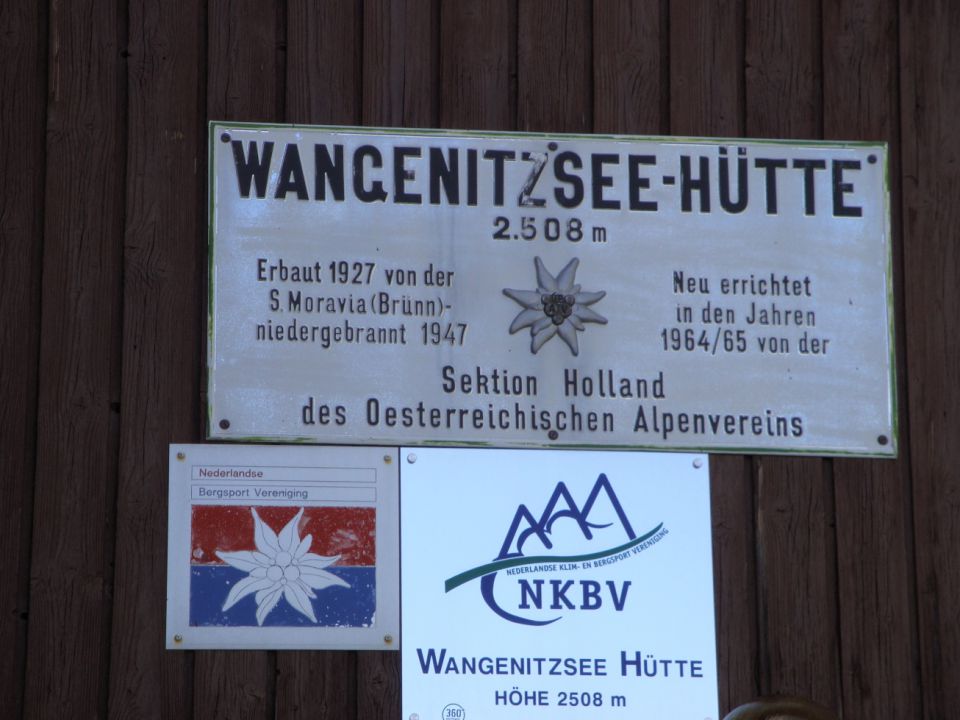 WANGENITZSEE-HÜTTE
2.508 m
Erbaut 1927 von der
S. Moravia (Brünn)-
niedergebrannt 1947
Neu errichtet
in den Jahren
1964/65 von der
Sektion Holland
des Oesterreichischen Alpenvereins
Nederlandse
Bergsport Vereniging
NEDERLANDSE KLIM- EN BERGSPORT VERENIGING
NKBV
WANGENITZSEE HÜTTE
HÖHE 2508 m
360°